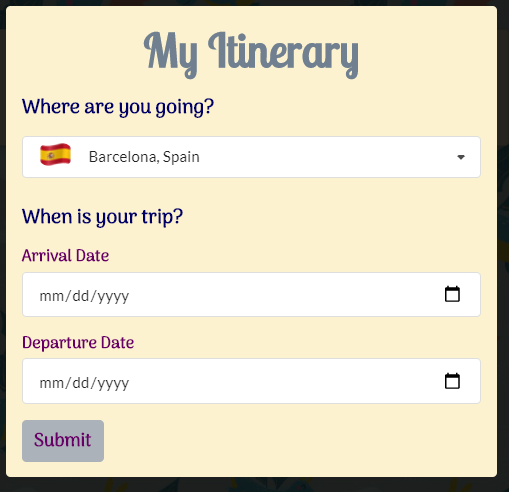 My Itinerary
Where are you going?
Barcelona, Spain
When is your trip?
Arrival Date
mm/dd/yyyy
Departure Date
mm/dd/yyyy
Submit